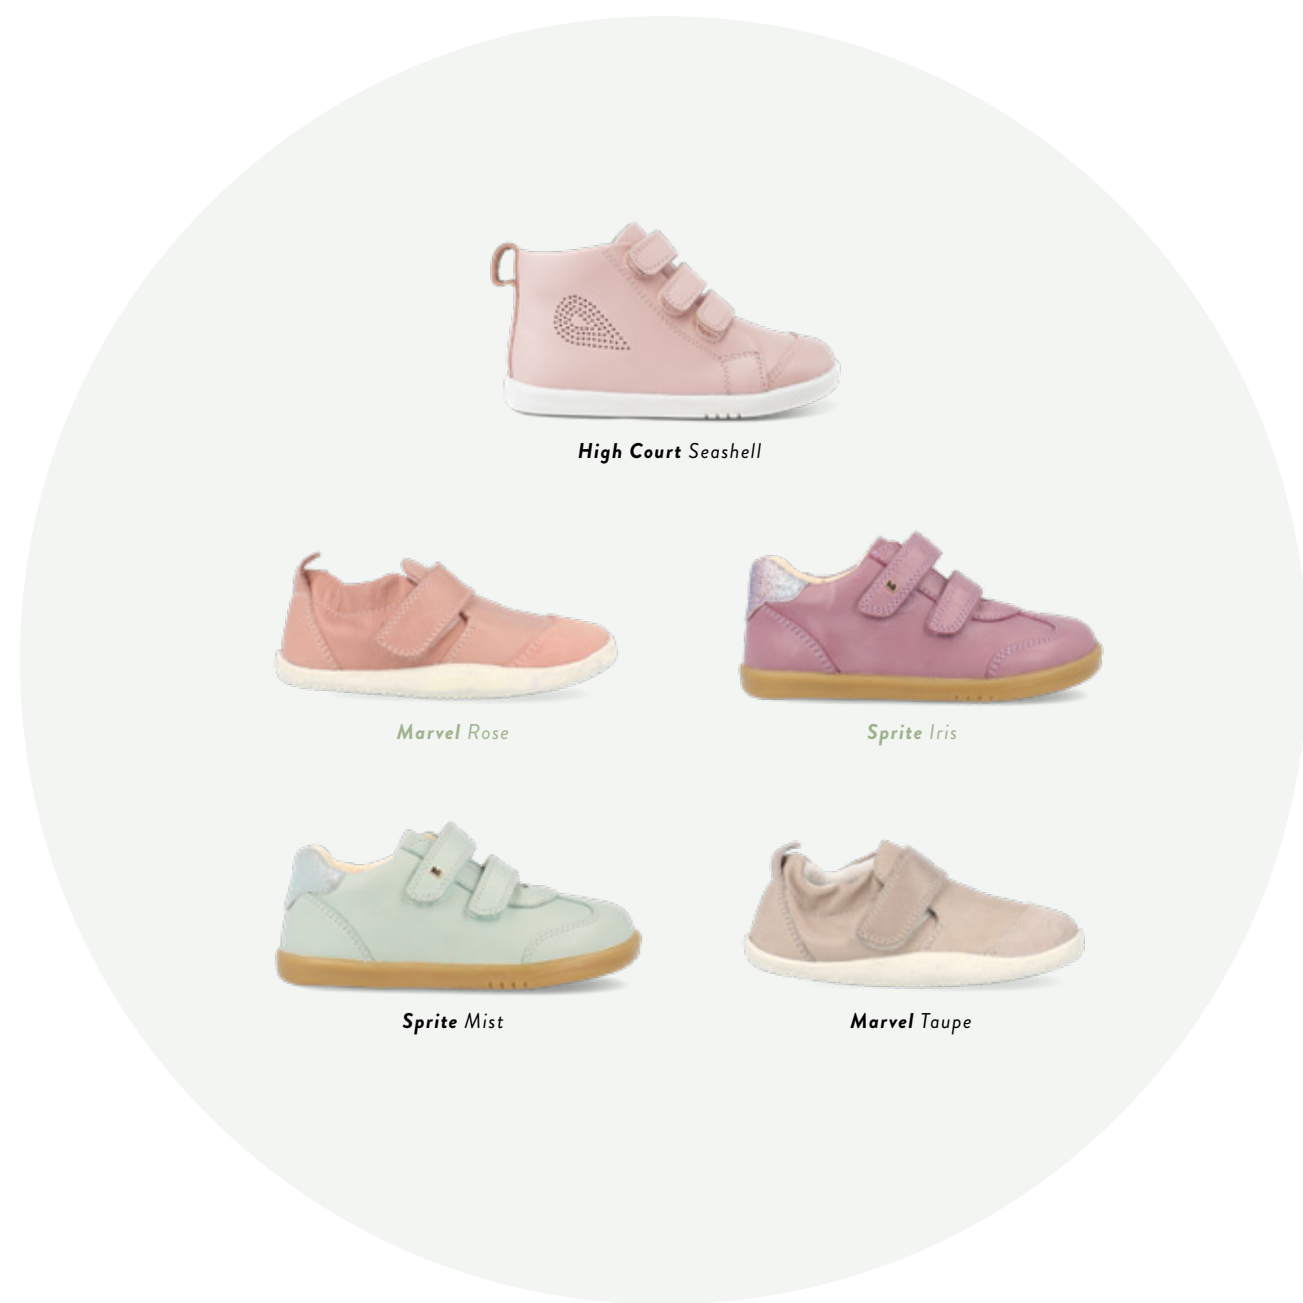 High Court Seashell
Marvel Rose
Sprite Iris
Sprite Mist
Marvel Taupe